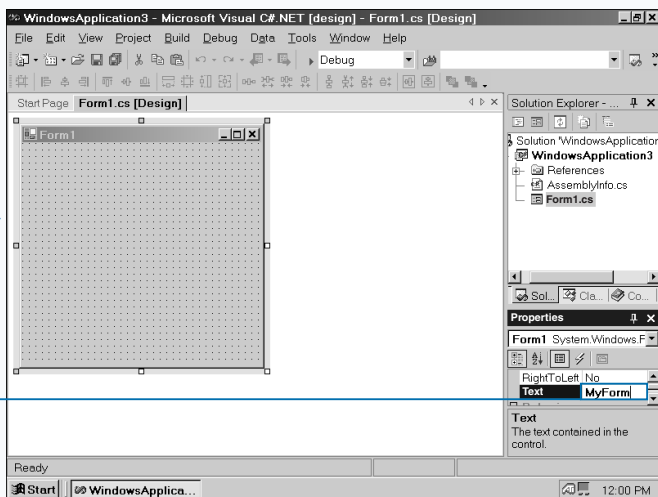 WindowsApplication3 - Microsoft Visual C#.NET [design] - Form1.cs [Design]
File Edit View Project Build Debug Data Tools Window Help
Debug
Start Page Form1.cs [Design]
Form1
Solution Explorer - ...
Solution 'WindowsApplication
WindowsApplication3
References
AssemblyInfo.cs
Form1.cs
Sol... Cla... Co...
Properties
Form1 System.Windows.F
RightToLeft No
Text MyForm
Text
The text contained in the
control.
Ready
Start WindowsApplica... 12:00 PM